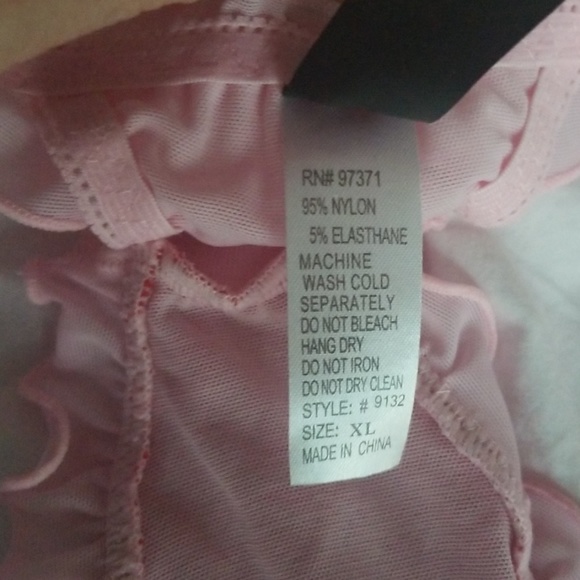 RN# 97371
95% NYLON
5% ELASTHANE
MACHINE
WASH COLD
SEPARATELY
DO NOT BLEACH
HANG DRY
DO NOT IRON
DO NOT DRY CLEAN
STYLE: # 9132
SIZE: XL
MADE IN CHINA